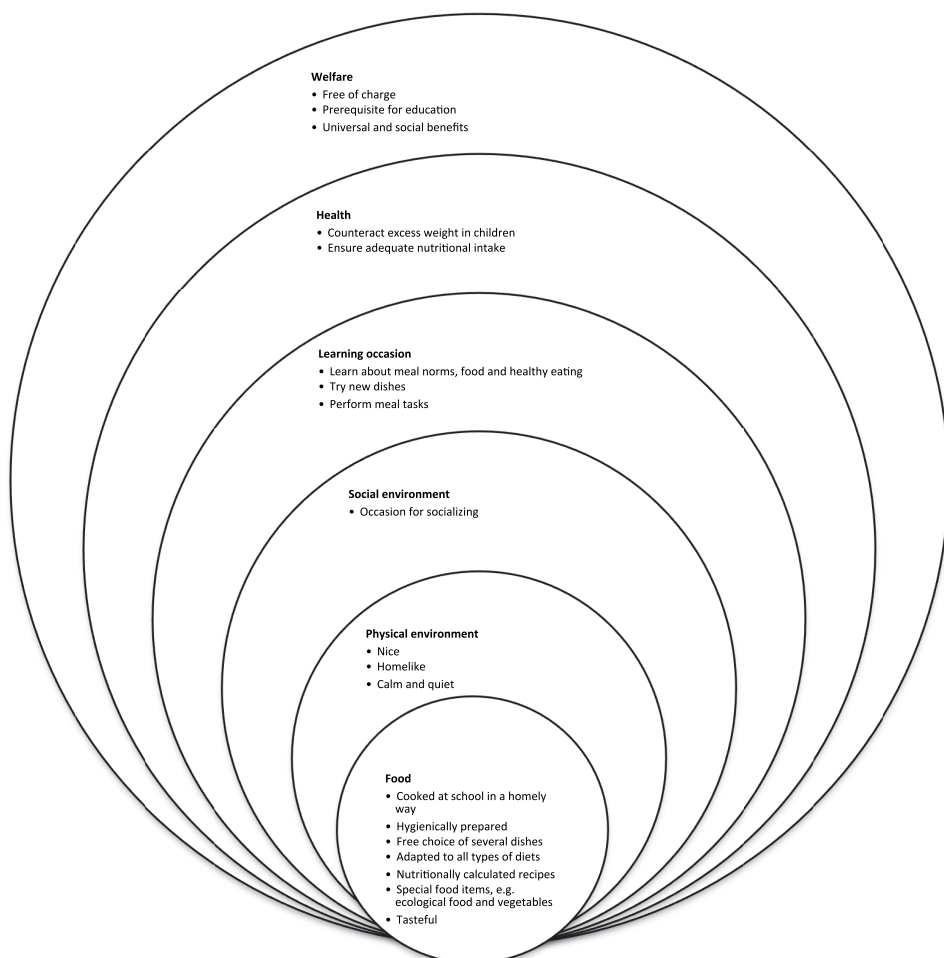 Welfare
• Free of charge
• Prerequisite for education
• Universal and social benefits
Health
• Counteract excess weight in children
• Ensure adequate nutritional intake
Learning occasion
• Learn about meal norms, food and healthy eating
• Try new dishes
• Perform meal tasks
Social environment
• Occasion for socializing
Physical environment
• Nice
• Homelike
• Calm and quiet
Food
• Cooked at school in a homely
way
• Hygienically prepared
• Free choice of several dishes
• Adapted to all types of diets
• Nutritionally calculated recipes
• Special food items, e.g.
ecological food and vegetables
• Tasteful